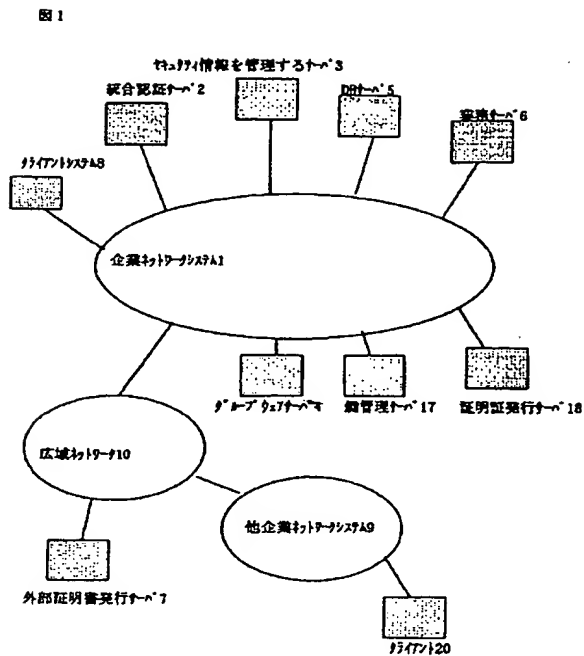 図1
セキュリティ情報を管理するサーバ3
統合認証サーバ2
DBサーバ5
業務サーバ6
クライアントシステム8
企業ネットワークシステム1
グループウェアサーバ4
網管理サーバ17
証明証発行サーバ18
広域ネットワーク10
他企業ネットワークシステム9
外部証明書発行サーバ7
クライアント20